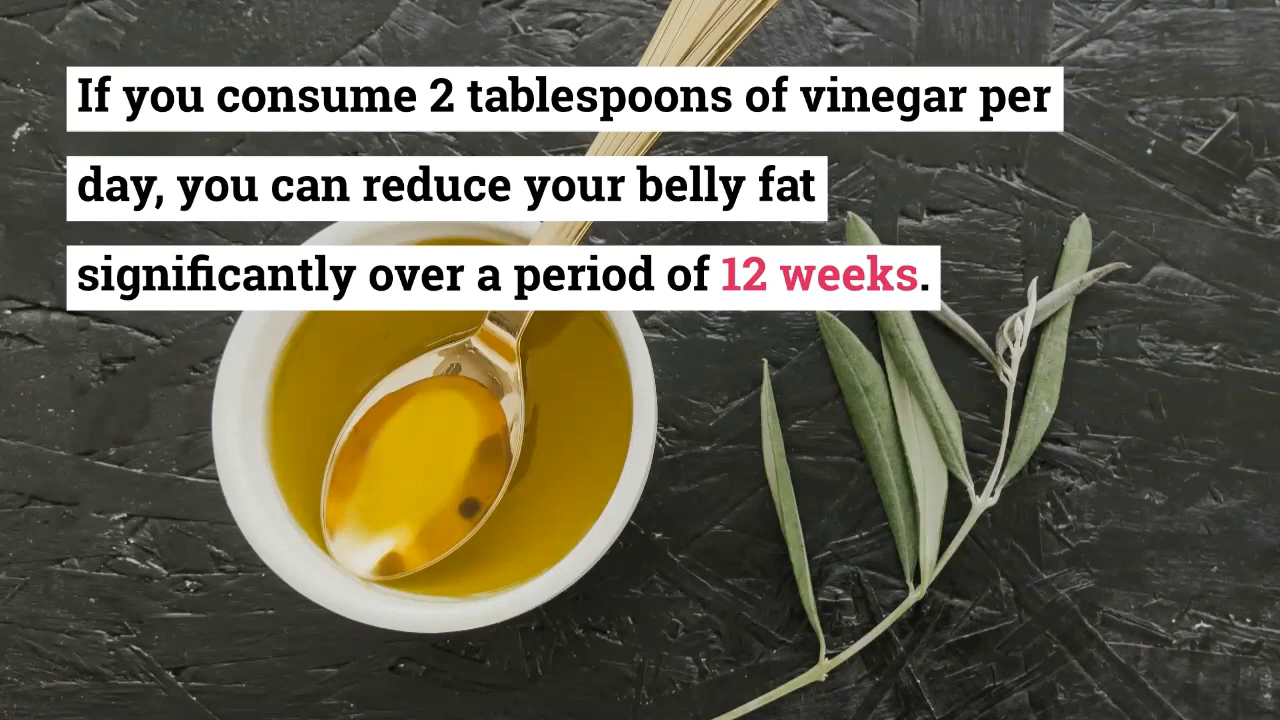 If you consume 2 tablespoons of vinegar per
day, you can reduce your belly fat
significantly over a period of 12 weeks.